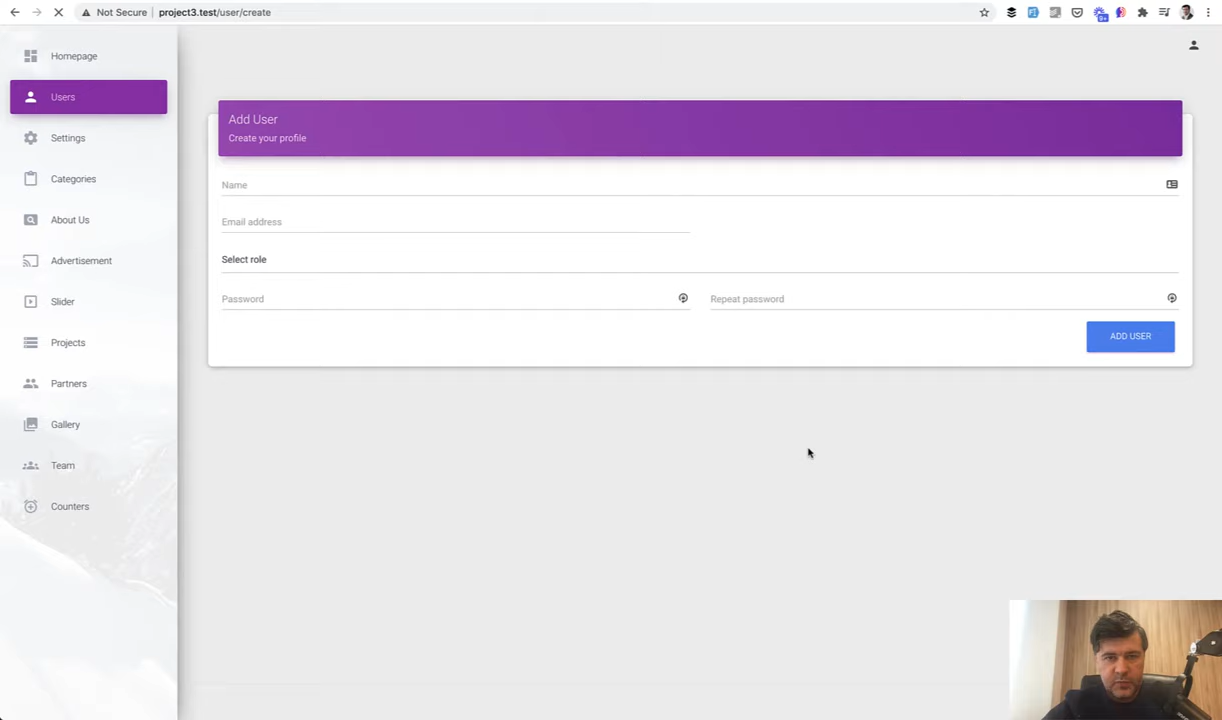 Not Secure project3.test/user/create
9+
Homepage
Users
Settings
Categories
About Us
Advertisement
Slider
Projects
Partners
Gallery
Team
Counters
Add User
Create your profile
Name
Email address
Select role
Password Repeat password
ADD USER